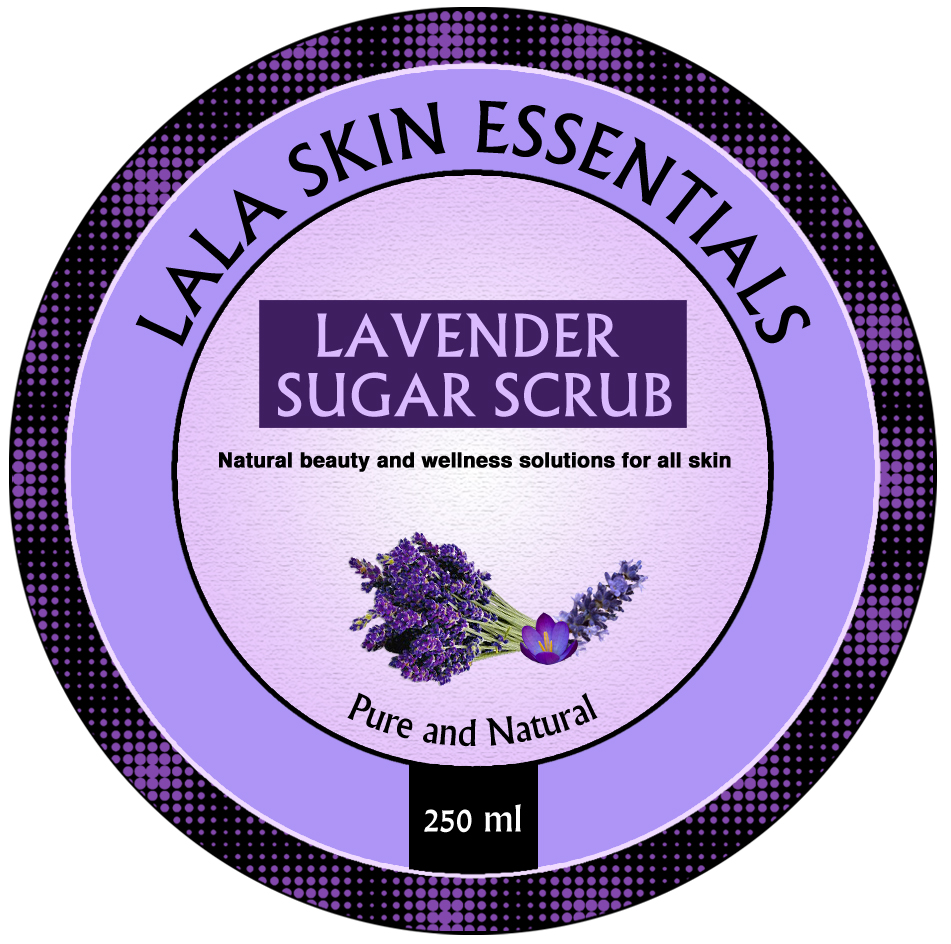 LALA SKIN ESSENTIALS
LAVENDER
SUGAR SCRUB
Natural beauty and wellness solutions for all skin
Pure and Natural
250 ml